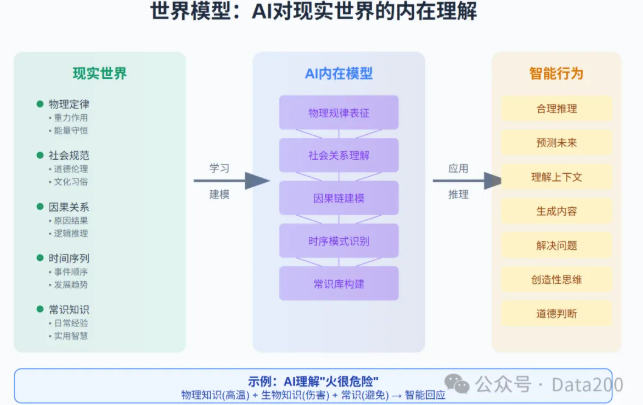 世界模型：AI对现实世界的内在理解
现实世界
物理定律
• 重力作用
• 能量守恒
社会规范
• 道德伦理
• 文化习俗
因果关系
• 原因结果
• 逻辑推理
时间序列
• 事件顺序
• 发展趋势
常识知识
• 日常经验
• 实用智慧
学习
建模
AI内在模型
物理规律表征
社会关系理解
因果链建模
时序模式识别
常识库构建
应用
推理
智能行为
合理推理
预测未来
理解上下文
生成内容
解决问题
创造性思维
道德判断
示例：AI理解"火很危险"
物理知识(高温) + 生物知识(伤害) + 常识(避免) → 智能回应
公众号 · Data200